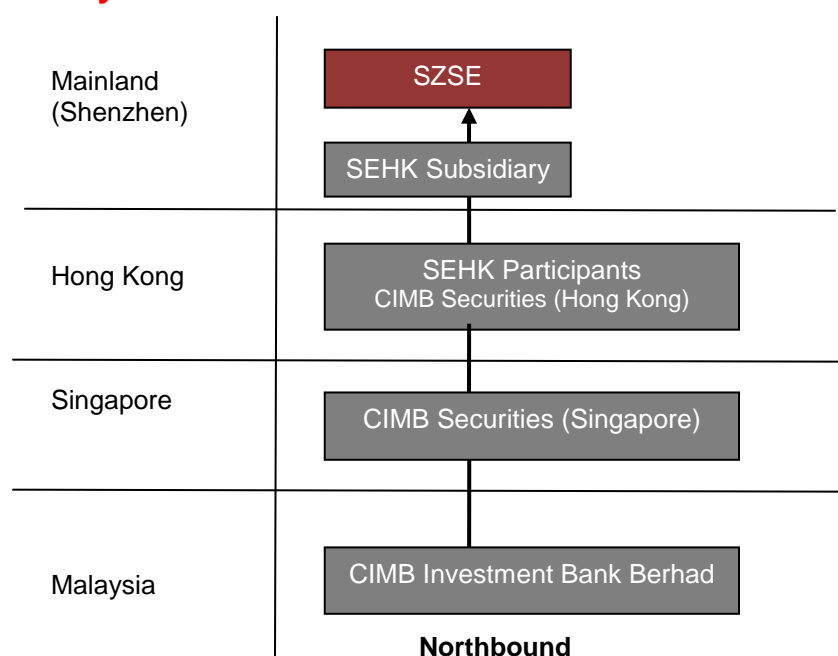 Mainland
(Shenzhen)
SZSE
SEHK Subsidiary
Hong Kong
SEHK Participants
CIMB Securities (Hong Kong)
Singapore
CIMB Securities (Singapore)
Malaysia
CIMB Investment Bank Berhad
Northbound